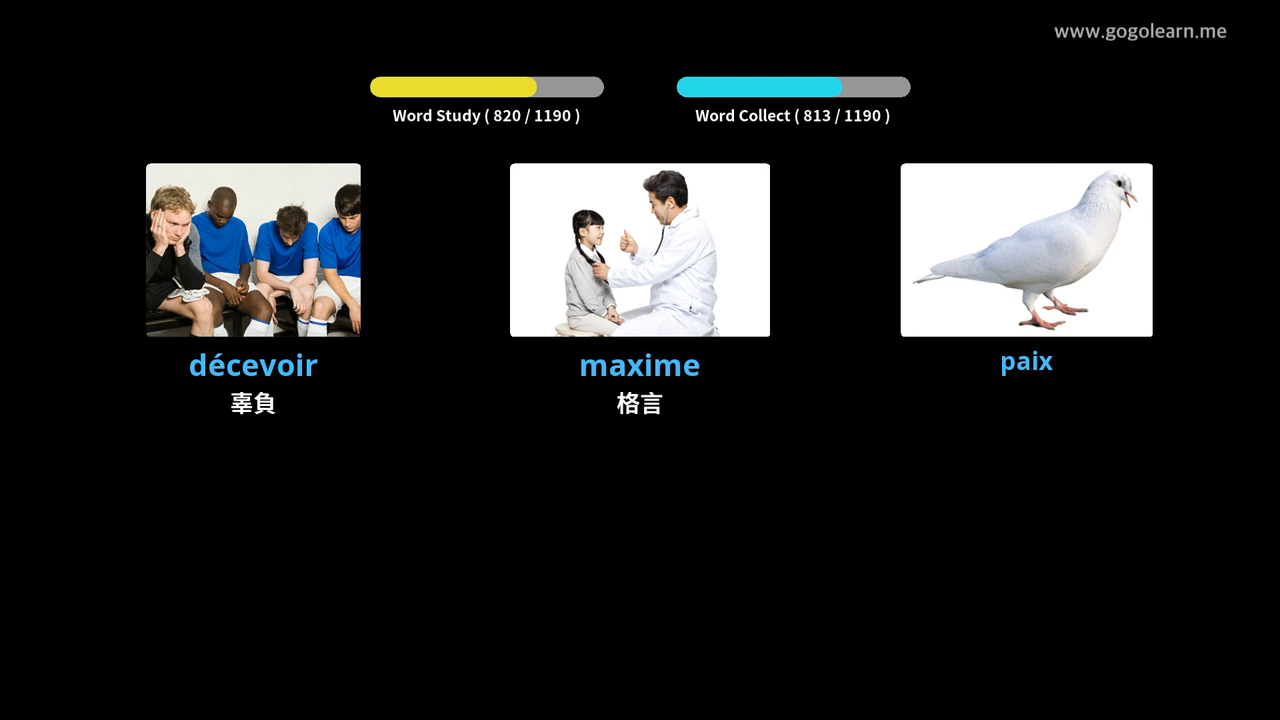 www.gogolearn.me
Word Study ( 820 / 1190 )
Word Collect ( 813 / 1190 )
décevoir
辜負
maxime
格言
paix